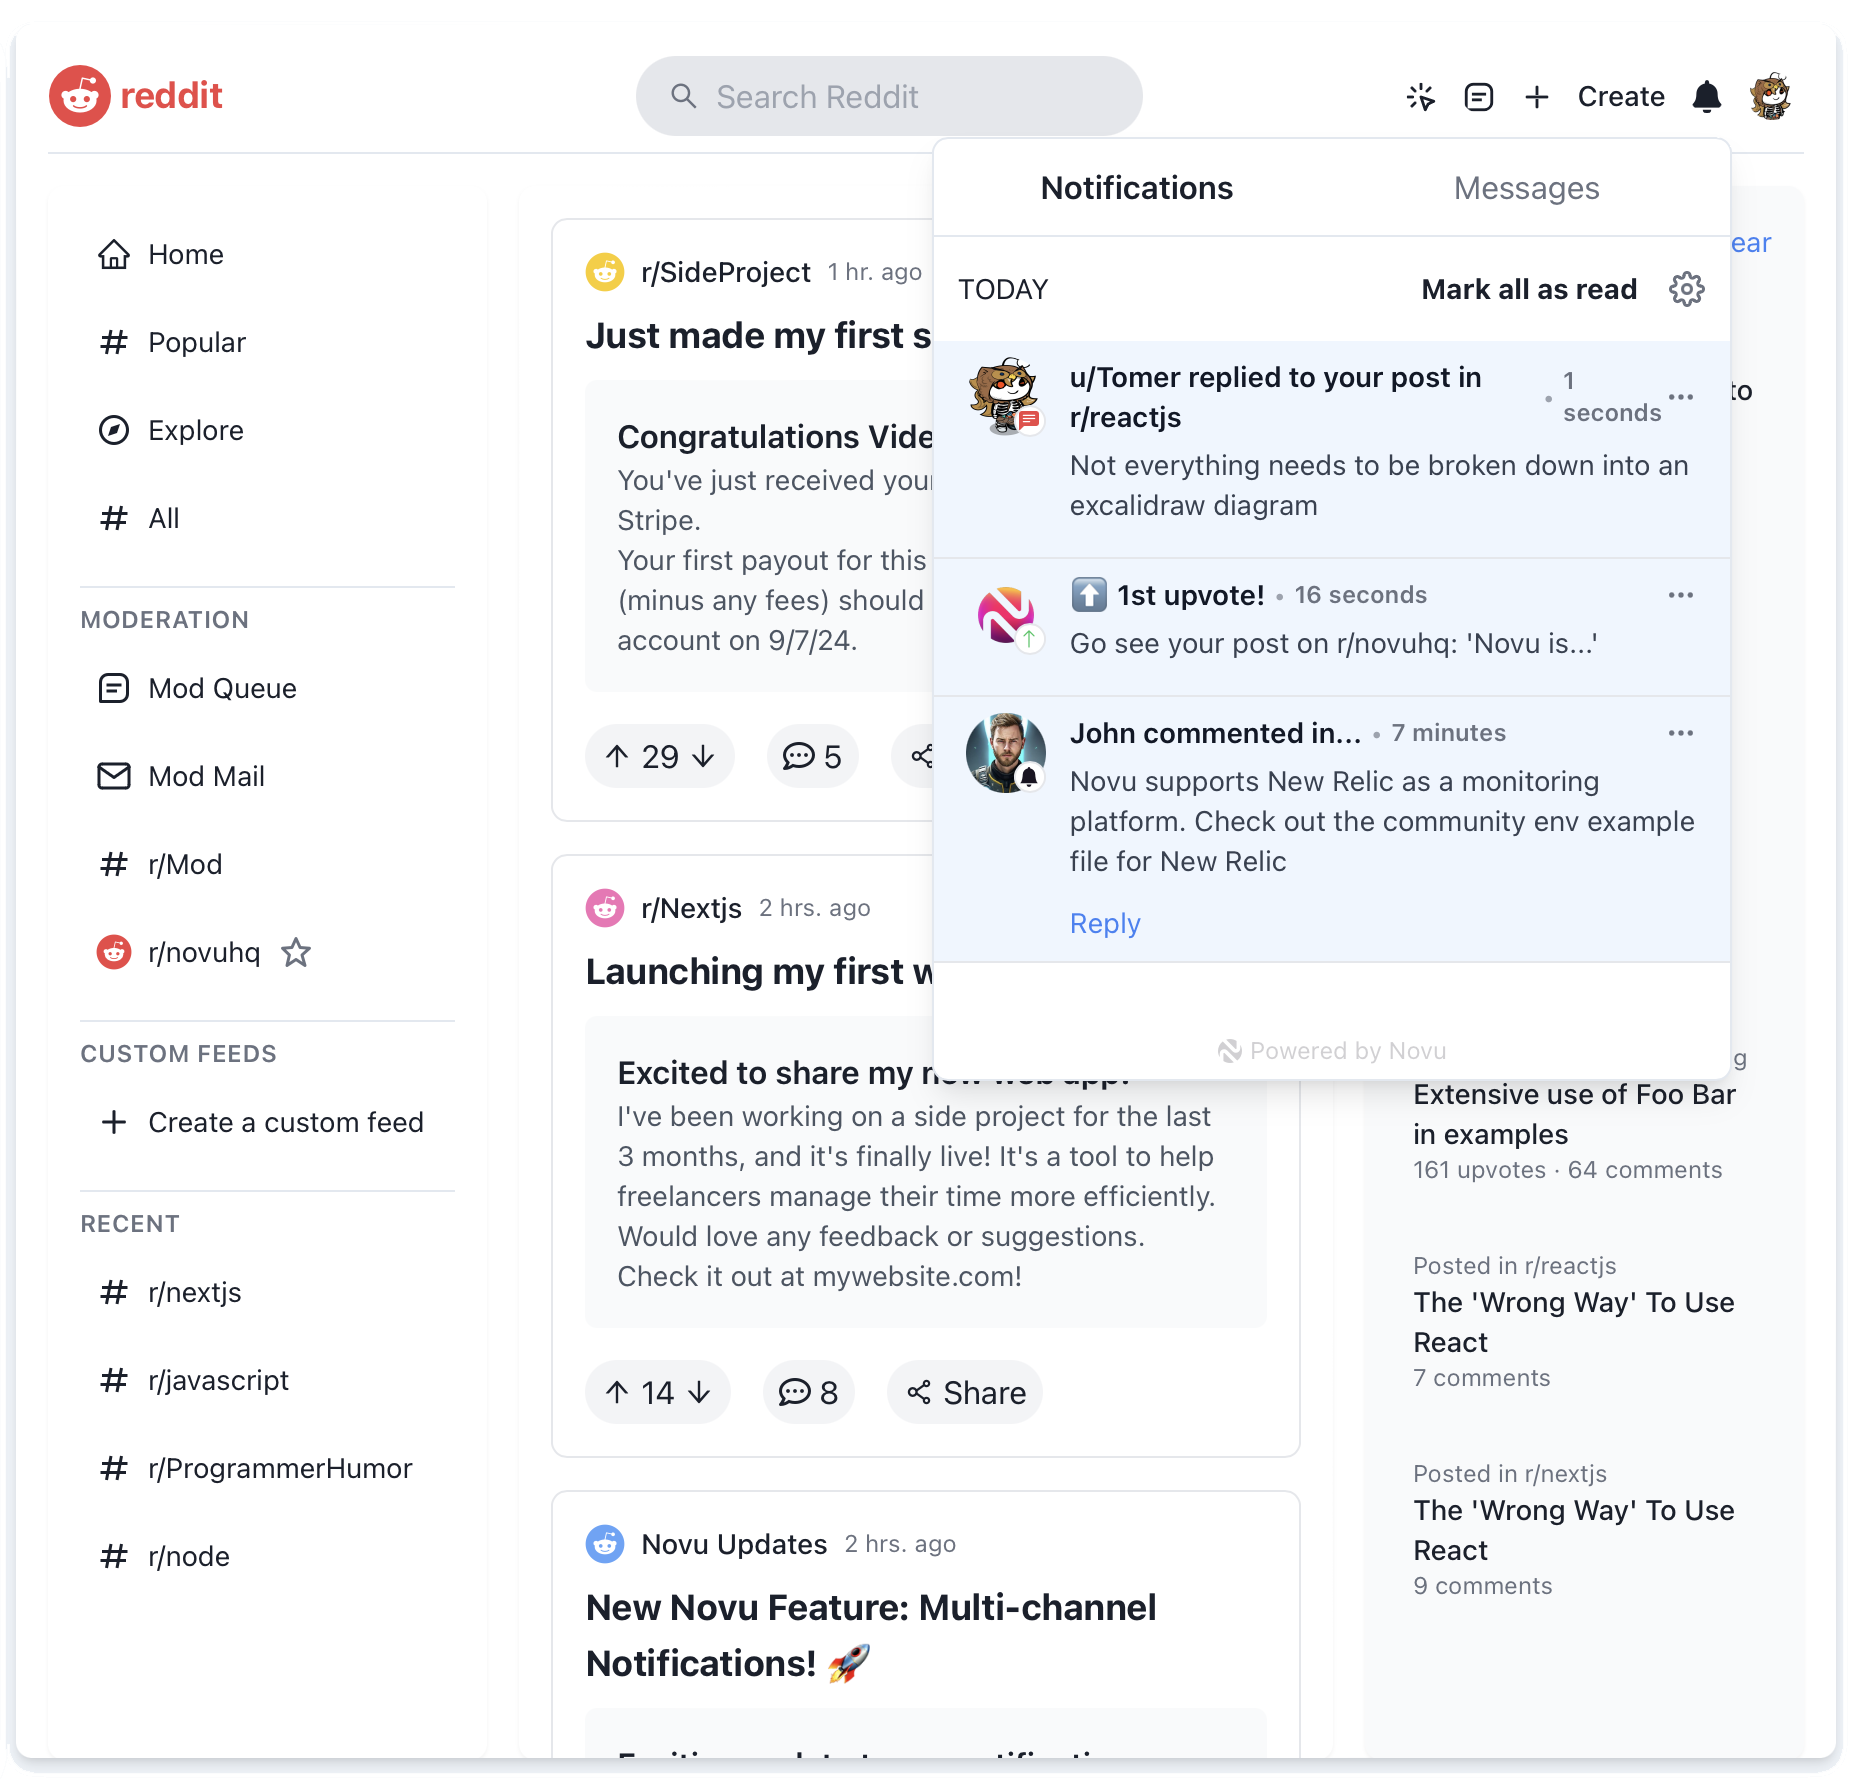 reddit
Search Reddit
Create
Home
Popular
Explore
All
MODERATION
Mod Queue
Mod Mail
r/Mod
r/novuhq
CUSTOM FEEDS
Create a custom feed
RECENT
r/nextjs
r/javascript
r/ProgrammerHumor
r/node
r/SideProject 1 hr. ago
Just made my first
Congratulations
You've just received
Stripe.
Your first payout for this
(minus any fees) should
account on 9/7/24.
29
5
r/Nextjs 2 hrs. ago
Launching my first
Excited to share my new web app!
I've been working on a side project for the last
3 months, and it's finally live! It's a tool to help
freelancers manage their time more efficiently.
Would love any feedback or suggestions.
Check it out at mywebsite.com!
14
8
Share
Novu Updates 2 hrs. ago
New Novu Feature: Multi-channel
Notifications! 🚀
Notifications
Messages
TODAY
Mark all as read
u/Tomer replied to your post in
r/reactjs
• 1
seconds
Not everything needs to be broken down into an
excalidraw diagram
⬆️ 1st upvote! • 16 seconds
Go see your post on r/novuhq: 'Novu is...'
John commented in... • 7 minutes
Novu supports New Relic as a monitoring
platform. Check out the community env example
file for New Relic
Reply
Powered by Novu
to
Extensive use of Foo Bar
in examples
161 upvotes · 64 comments
Posted in r/reactjs
The 'Wrong Way' To Use
React
7 comments
Posted in r/nextjs
The 'Wrong Way' To Use
React
9 comments